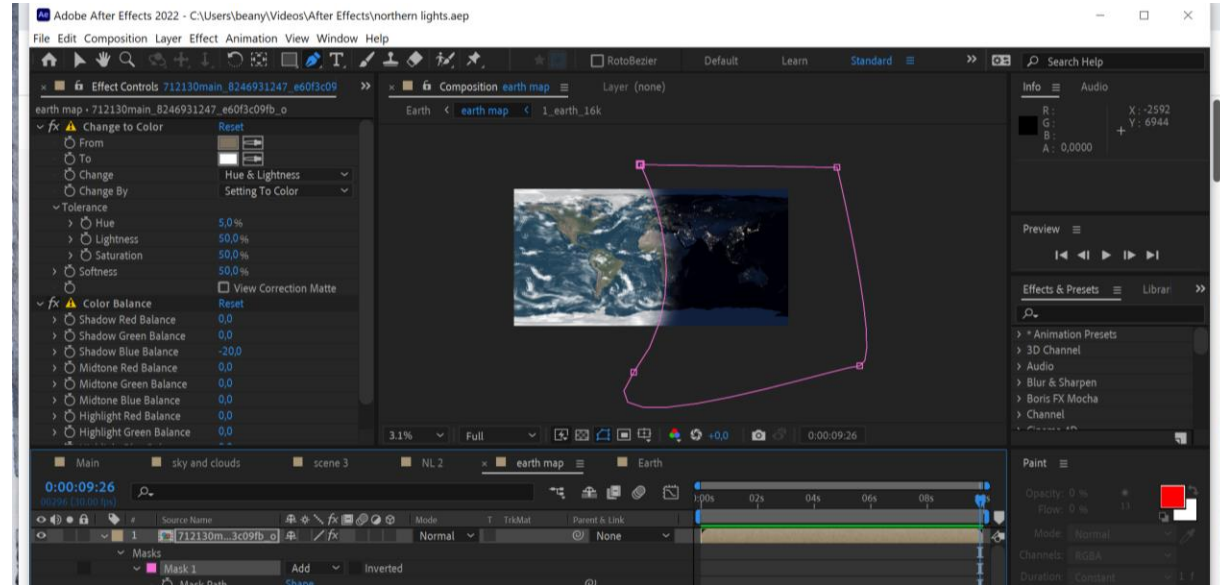 Ae Adobe After Effects 2022 - C:\Users\beany\Videos\After Effects\northern lights.aep
File Edit Composition Layer Effect Animation View Window Help
RotoBezier Default Learn Standard Search Help
Effect Controls 712130main_8246931247_e60f3c09
earth map • 712130main_8246931247_e60f3c09fb_o
fx Change to Color Reset
From
To
Change Hue & Lightness
Change By Setting To Color
Tolerance
Hue 5,0%
Lightness 50,0%
Saturation 50,0%
Softness 50,0%
View Correction Matte
fx Color Balance Reset
Shadow Red Balance 0,0
Shadow Green Balance 0,0
Shadow Blue Balance -20,0
Midtone Red Balance 0,0
Midtone Green Balance 0,0
Midtone Blue Balance 0,0
Highlight Red Balance 0,0
Highlight Green Balance 0,0
Composition earth map Layer (none)
Earth earth map 1_earth_16k
3.1% Full +0,0 0:00:09:26
Info Audio
R: X: -2592
G: Y: 6944
B:
A: 0,0000
Preview
Effects & Presets Librar
* Animation Presets
3D Channel
Audio
Blur & Sharpen
Boris FX Mocha
Channel
Cinema 4D
Main sky and clouds scene 3 NL 2 earth map Earth
0:00:09:26
00296 (30.00 fps)
):00s 02s 04s 06s 08s
# Source Name fx Mode T TrkMat Parent & Link
1 712130m...3c09fb_o fx Normal None
Masks
Mask 1 Add Inverted
Mask Path Shape
Paint
Opacity: 0 %
Flow: 0 % 13
Mode: Normal
Channels: RGBA
Duration: Constant 1 f